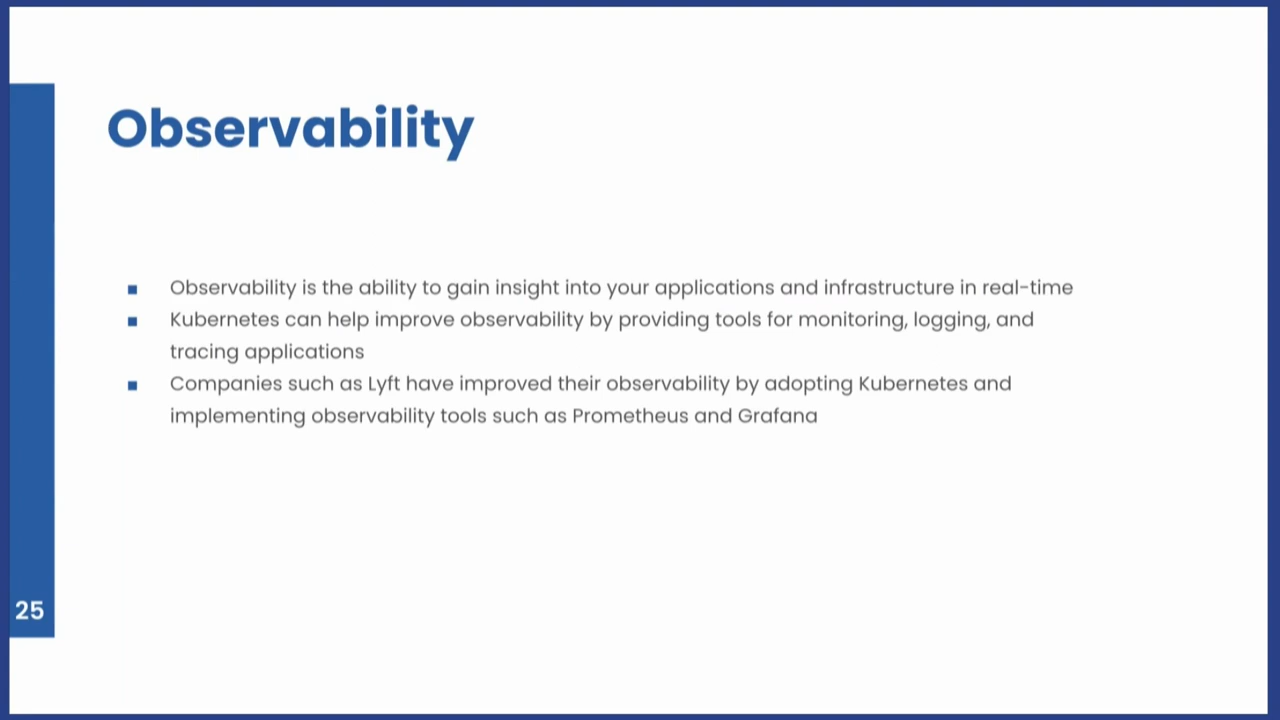 Observability
▪ Observability is the ability to gain insight into your applications and infrastructure in real-time
▪ Kubernetes can help improve observability by providing tools for monitoring, logging, and
tracing applications
▪ Companies such as Lyft have improved their observability by adopting Kubernetes and
implementing observability tools such as Prometheus and Grafana
25